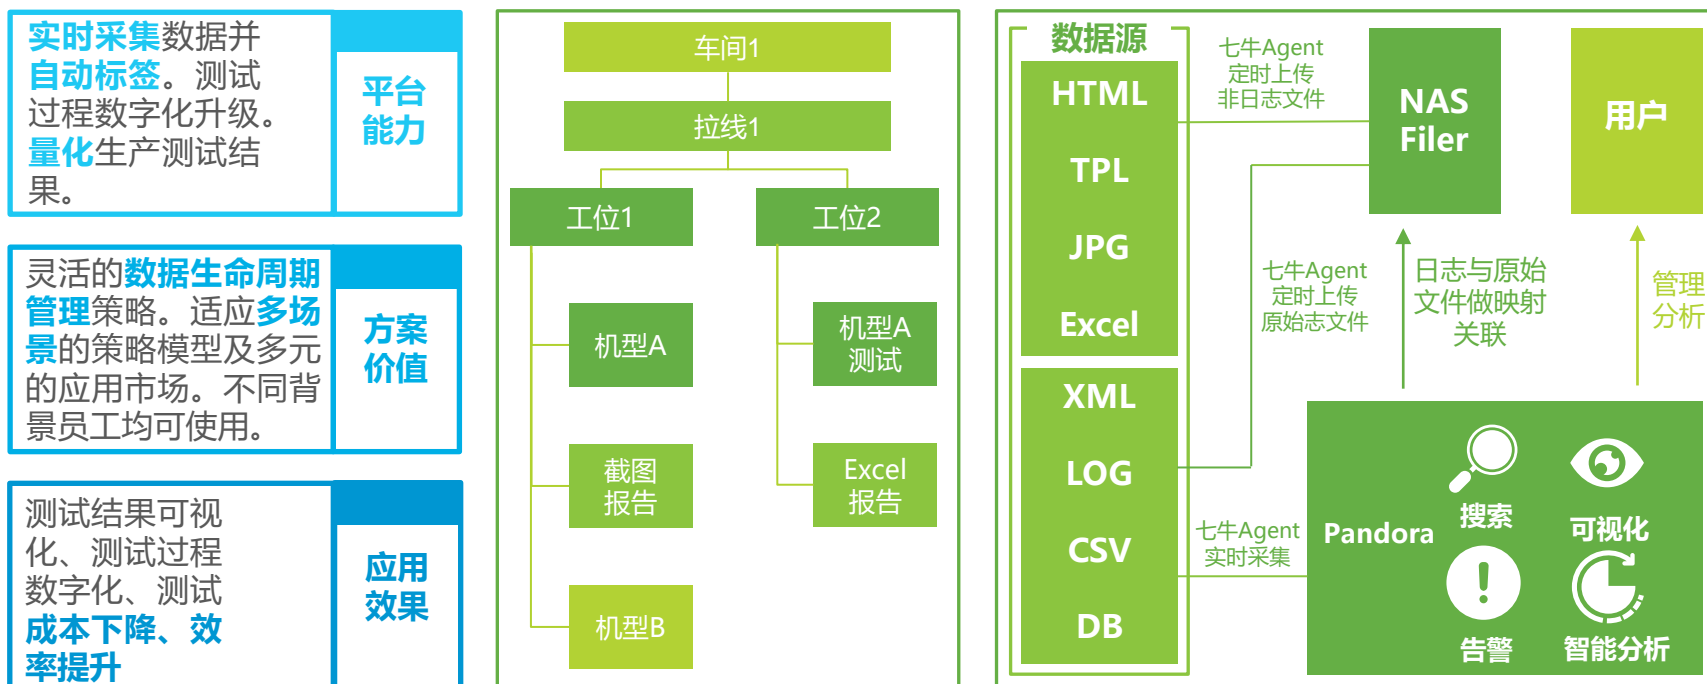 实时采集数据并
自动标签。测试
过程数字化升级。
量化生产测试结
果。
平台
能力
灵活的数据生命周期
管理策略。适应多场
景的策略模型及多元
的应用市场。不同背
景员工均可使用。
方案
价值
测试结果可视
化、测试过程
数字化、测试
成本下降、效
率提升
应用
效果
车间1
拉线1
工位1
工位2
机型A
机型A
测试
截图
报告
Excel
报告
机型B
数据源
HTML
TPL
JPG
Excel
XML
LOG
CSV
DB
七牛Agent
定时上传
非日志文件
七牛Agent
定时上传
原始志文件
七牛Agent
实时采集
NAS
Filer
用户
日志与原始
文件做映射
关联
管理
分析
Pandora
搜索
可视化
告警
智能分析